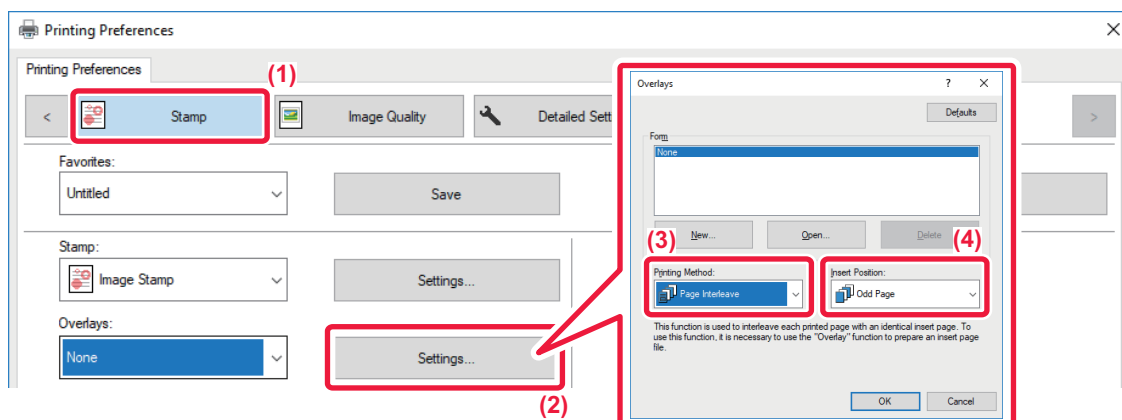 Printing Preferences
Printing Preferences
(1)
< Stamp Image Quality Detailed Sett >
Favorites:
Untitled Save
Stamp:
Image Stamp Settings...
Overlays:
None Settings...
(2)
Overlays ? ×
Defaults
Form
None
New... Open... Delete
(3) (4)
Printing Method: Insert Position:
Page Interleave Odd Page
This function is used to interleave each printed page with an identical insert page. To
use this function, it is necessary to use the "Overlay" function to prepare an insert page
file.
OK Cancel